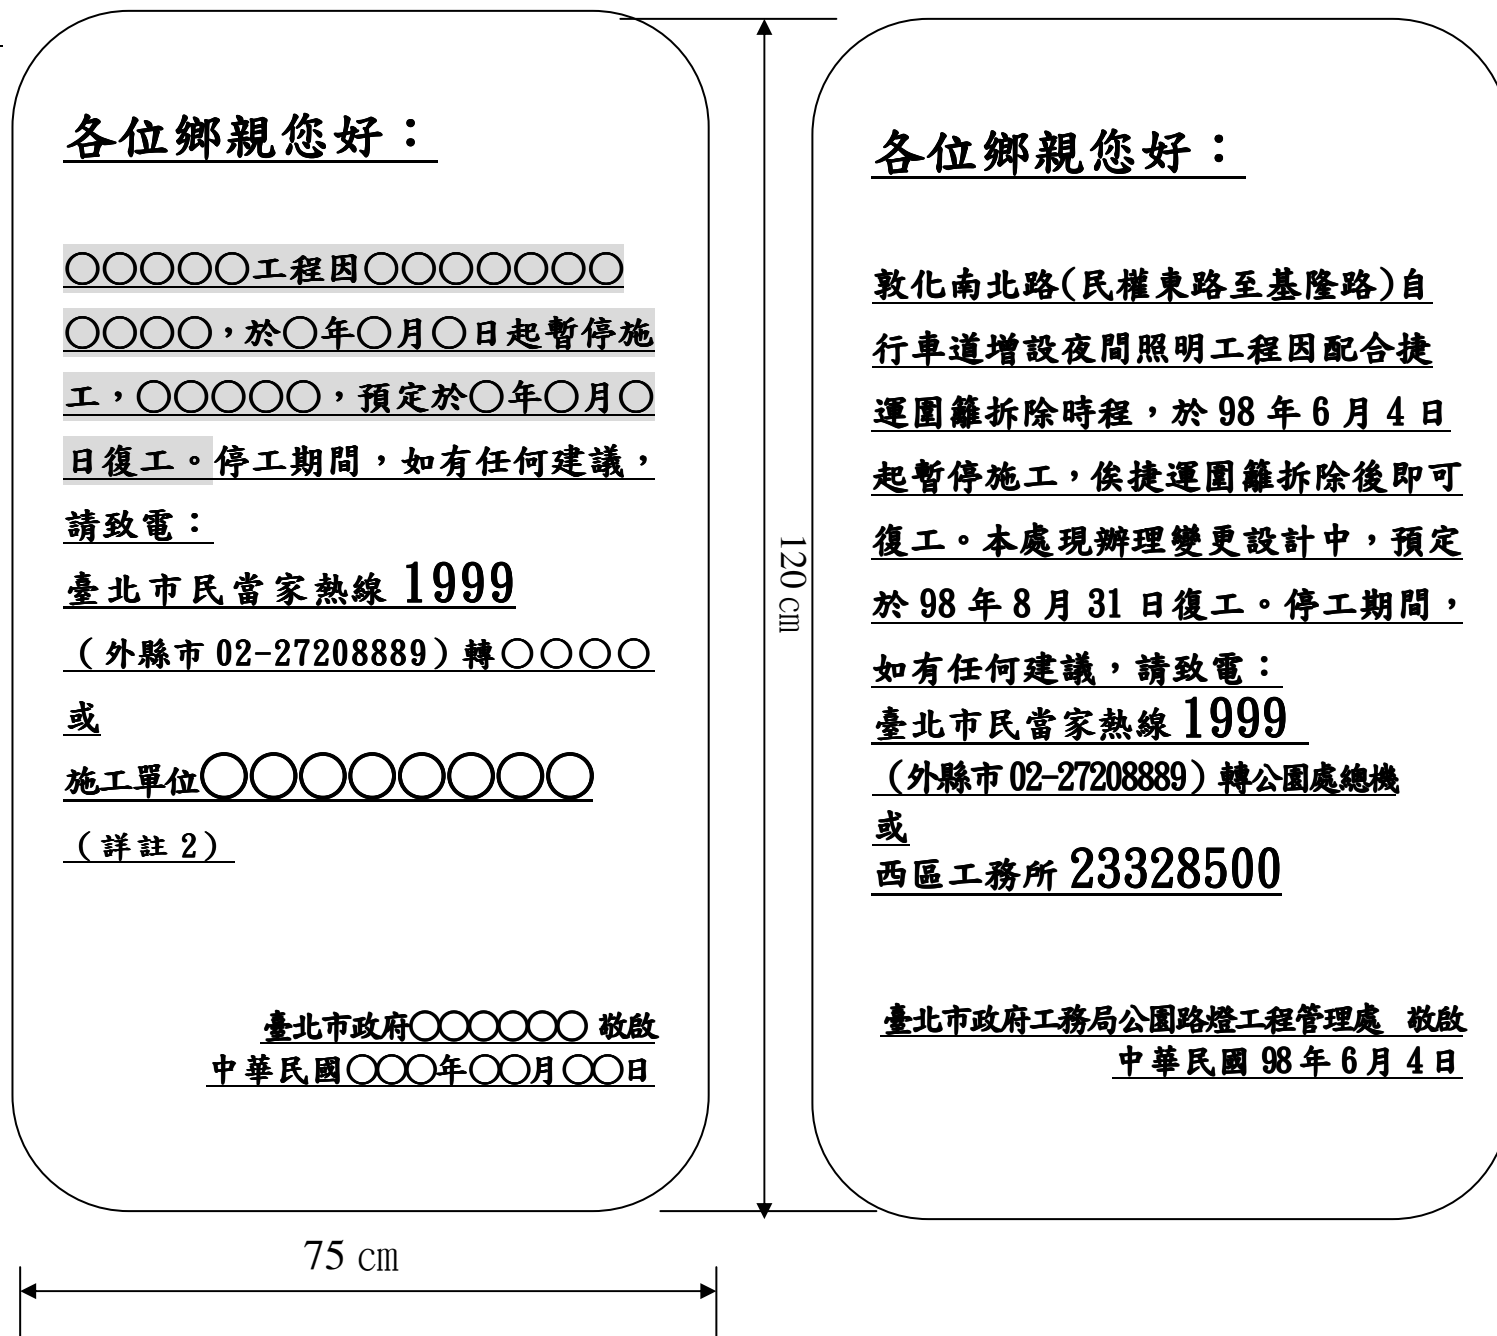 各位鄉親您好：
○○○○○工程因○○○○○○○
○○○○，於○年○月○日起暫停施
工，○○○○○，預定於○年○月○
日復工。停工期間，如有任何建議，
請致電：
臺北市民當家熱線 1999
（外縣市 02-27208889）轉○○○○
或
施工單位○○○○○○○○
（詳註 2）
臺北市政府○○○○○○ 敬啟
中華民國○○○年○○月○○日
75 cm
120 cm
各位鄉親您好：
敦化南北路(民權東路至基隆路)自
行車道增設夜間照明工程因配合捷
運圍籬拆除時程，於 98 年 6 月 4 日
起暫停施工，俟捷運圍籬拆除後即可
復工。本處現辦理變更設計中，預定
於 98 年 8 月 31 日復工。停工期間，
如有任何建議，請致電：
臺北市民當家熱線 1999
（外縣市 02-27208889）轉公園處總機
或
西區工務所 23328500
臺北市政府工務局公園路燈工程管理處 敬啟
中華民國 98 年 6 月 4 日